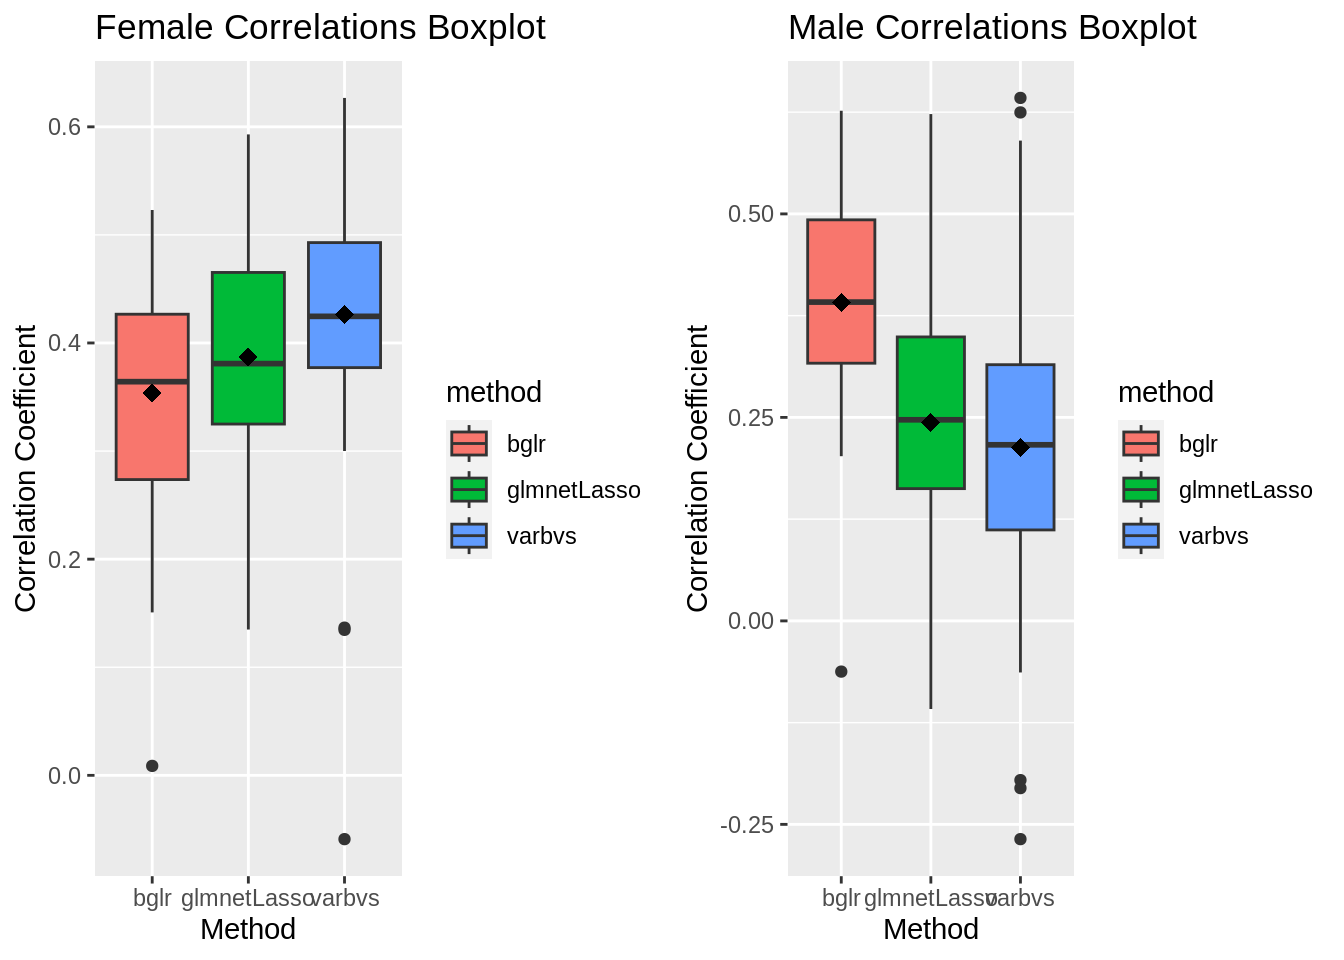 Female Correlations Boxplot
Correlation Coefficient
0.6
0.4
0.2
0.0
bglr glmnetLasso varbvs
Method
method
bglr
glmnetLasso
varbvs
Male Correlations Boxplot
Correlation Coefficient
0.50
0.25
0.00
-0.25
bglr glmnetLasso varbvs
Method
method
bglr
glmnetLasso
varbvs